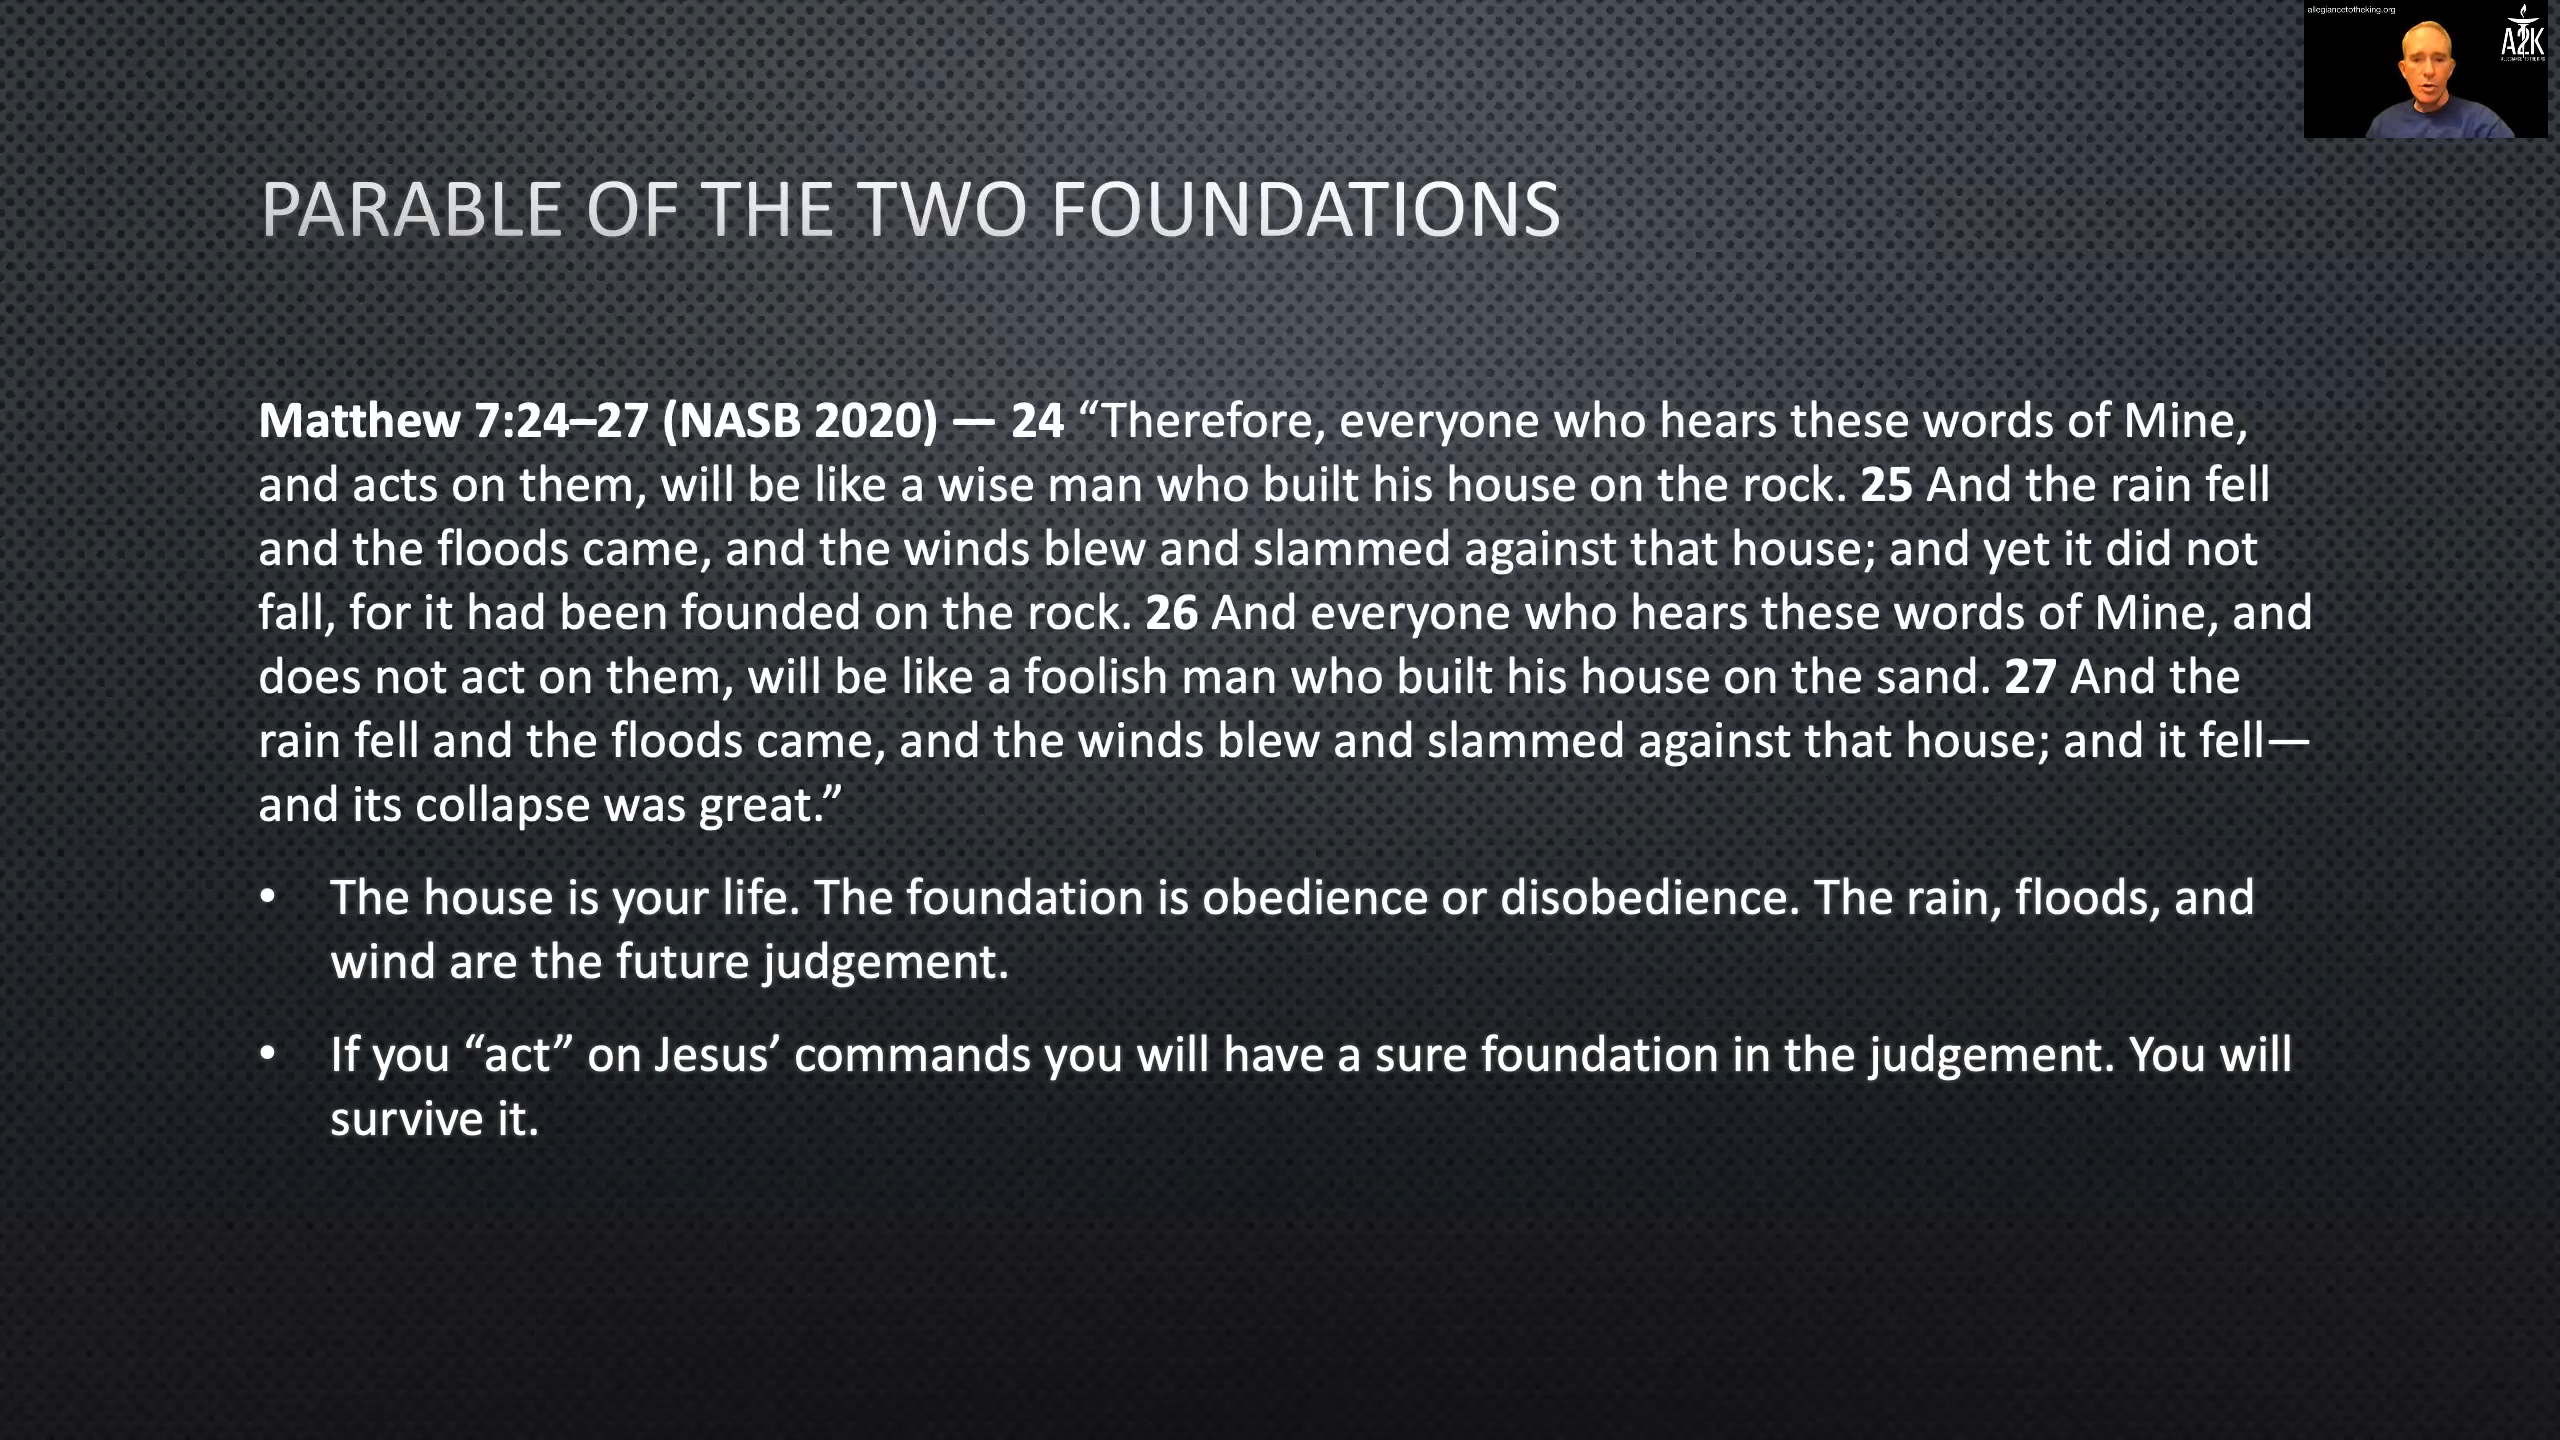 allegiancetotheking.org
A2K
ALLEGIANCE TO THE KING
PARABLE OF THE TWO FOUNDATIONS
Matthew 7:24–27 (NASB 2020) — 24 “Therefore, everyone who hears these words of Mine,
and acts on them, will be like a wise man who built his house on the rock. 25 And the rain fell
and the floods came, and the winds blew and slammed against that house; and yet it did not
fall, for it had been founded on the rock. 26 And everyone who hears these words of Mine, and
does not act on them, will be like a foolish man who built his house on the sand. 27 And the
rain fell and the floods came, and the winds blew and slammed against that house; and it fell—
and its collapse was great.”
• The house is your life. The foundation is obedience or disobedience. The rain, floods, and
wind are the future judgement.
• If you “act” on Jesus’ commands you will have a sure foundation in the judgement. You will
survive it.